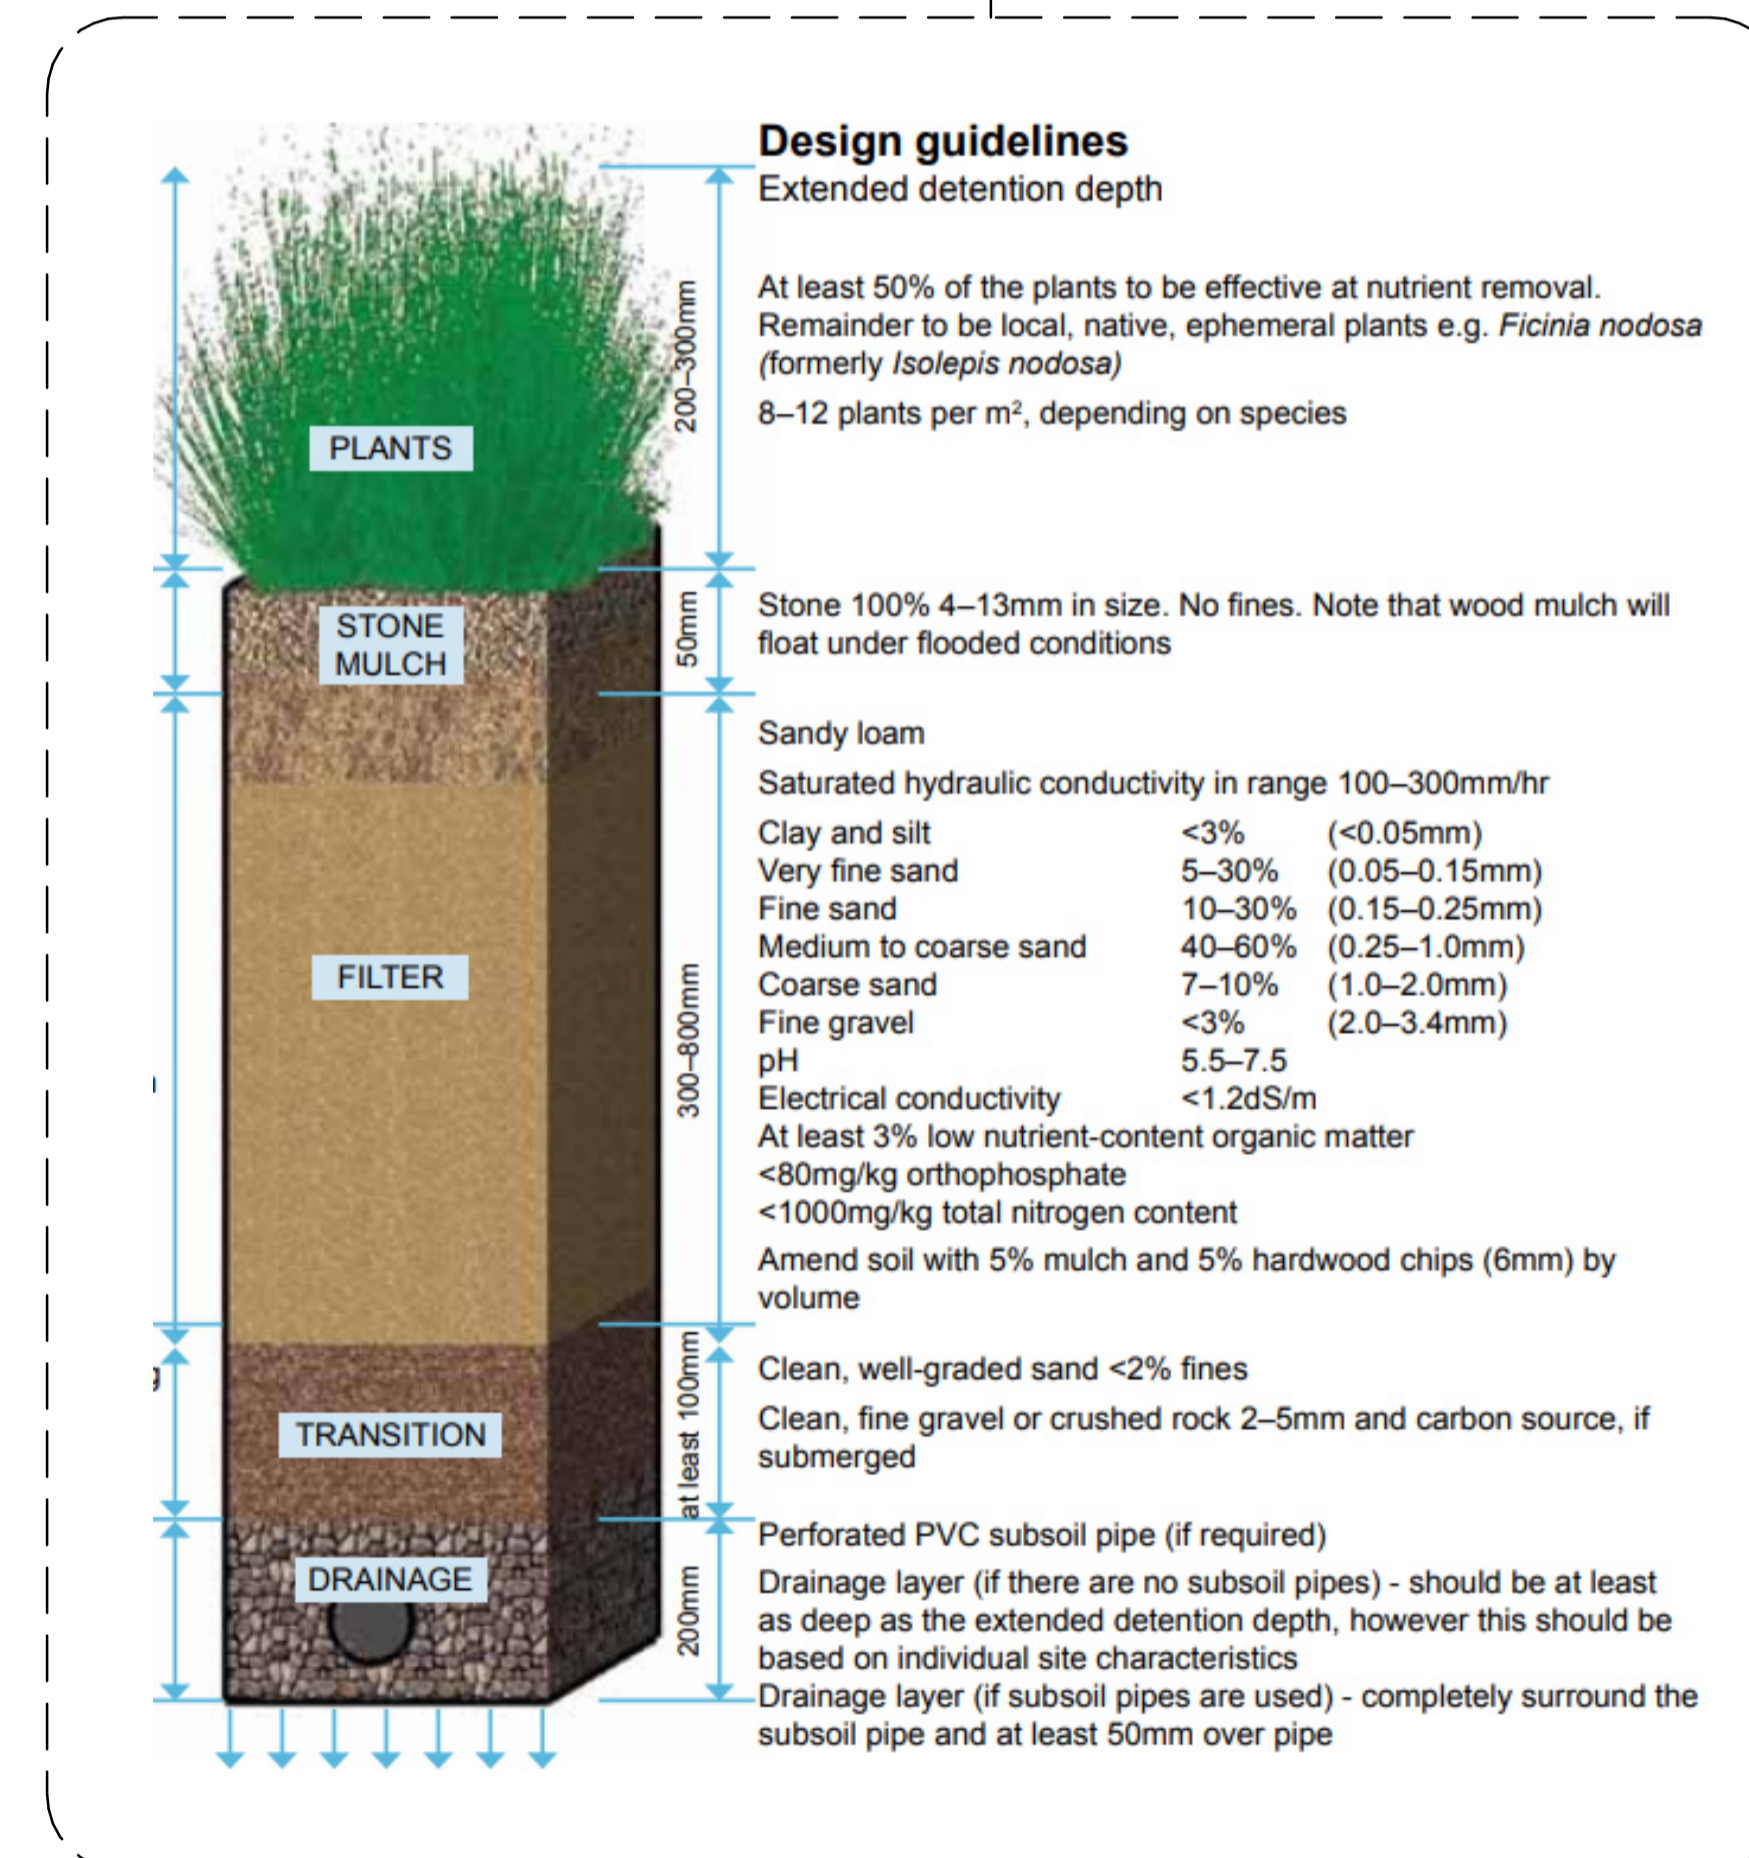 Design guidelines
Extended detention depth
At least 50% of the plants to be effective at nutrient removal.
Remainder to be local, native, ephemeral plants e.g. Ficinia nodosa
(formerly Isolepis nodosa)
8–12 plants per m², depending on species
200–300mm
PLANTS
STONE
MULCH
50mm
Stone 100% 4–13mm in size. No fines. Note that wood mulch will
float under flooded conditions
Sandy loam
Saturated hydraulic conductivity in range 100–300mm/hr
Clay and silt <3% (<0.05mm)
Very fine sand 5–30% (0.05–0.15mm)
Fine sand 10–30% (0.15–0.25mm)
Medium to coarse sand 40–60% (0.25–1.0mm)
Coarse sand 7–10% (1.0–2.0mm)
Fine gravel <3% (2.0–3.4mm)
pH 5.5–7.5
Electrical conductivity <1.2dS/m
At least 3% low nutrient-content organic matter
<80mg/kg orthophosphate
<1000mg/kg total nitrogen content
Amend soil with 5% mulch and 5% hardwood chips (6mm) by
volume
FILTER
300–800mm
Clean, well-graded sand <2% fines
Clean, fine gravel or crushed rock 2–5mm and carbon source, if
submerged
TRANSITION
at least 100mm
Perforated PVC subsoil pipe (if required)
Drainage layer (if there are no subsoil pipes) - should be at least
as deep as the extended detention depth, however this should be
based on individual site characteristics
Drainage layer (if subsoil pipes are used) - completely surround the
subsoil pipe and at least 50mm over pipe
DRAINAGE
200mm